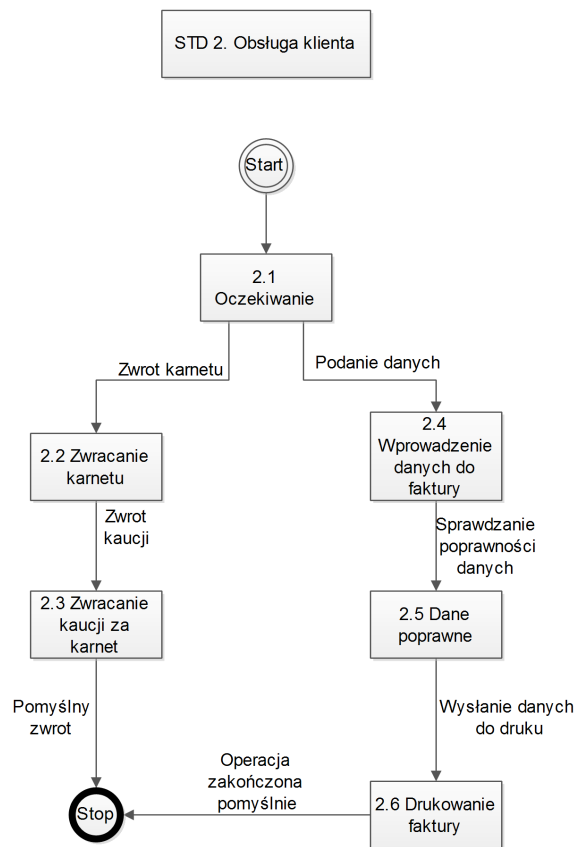 STD 2. Obsługa klienta
Start
2.1
Oczekiwanie
Zwrot karnetu
Podanie danych
2.2 Zwracanie
karnetu
2.4
Wprowadzenie
danych do
faktury
Zwrot
kaucji
Sprawdzanie
poprawności
danych
2.3 Zwracanie
kaucji za
karnet
2.5 Dane
poprawne
Pomyślny
zwrot
Wysłanie danych
do druku
Operacja
zakończona
pomyślnie
Stop
2.6 Drukowanie
faktury